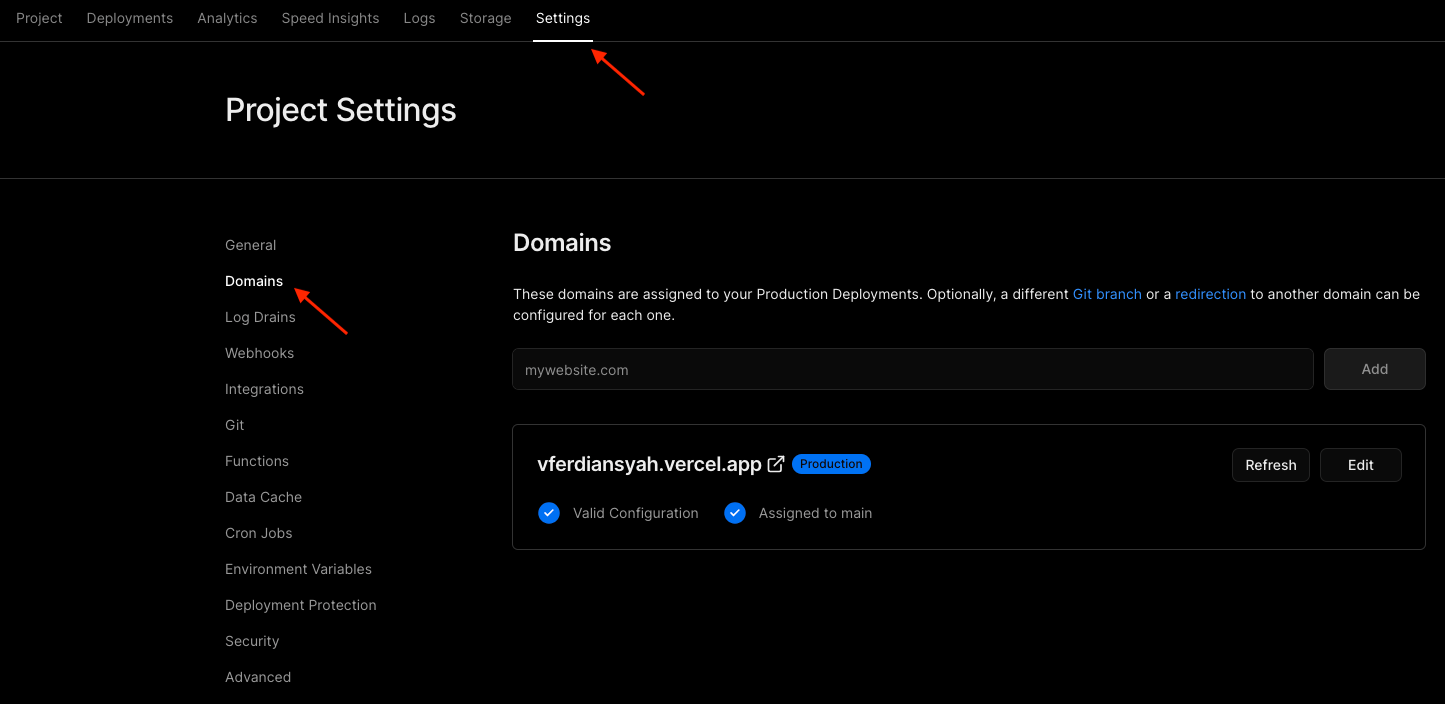 Project Deployments Analytics Speed Insights Logs Storage Settings
Project Settings
General
Domains
Log Drains
Webhooks
Integrations
Git
Functions
Data Cache
Cron Jobs
Environment Variables
Deployment Protection
Security
Advanced
Domains
These domains are assigned to your Production Deployments. Optionally, a different Git branch or a redirection to another domain can be
configured for each one.
mywebsite.com Add
vferdiansyah.vercel.app Production Refresh Edit
Valid Configuration Assigned to main